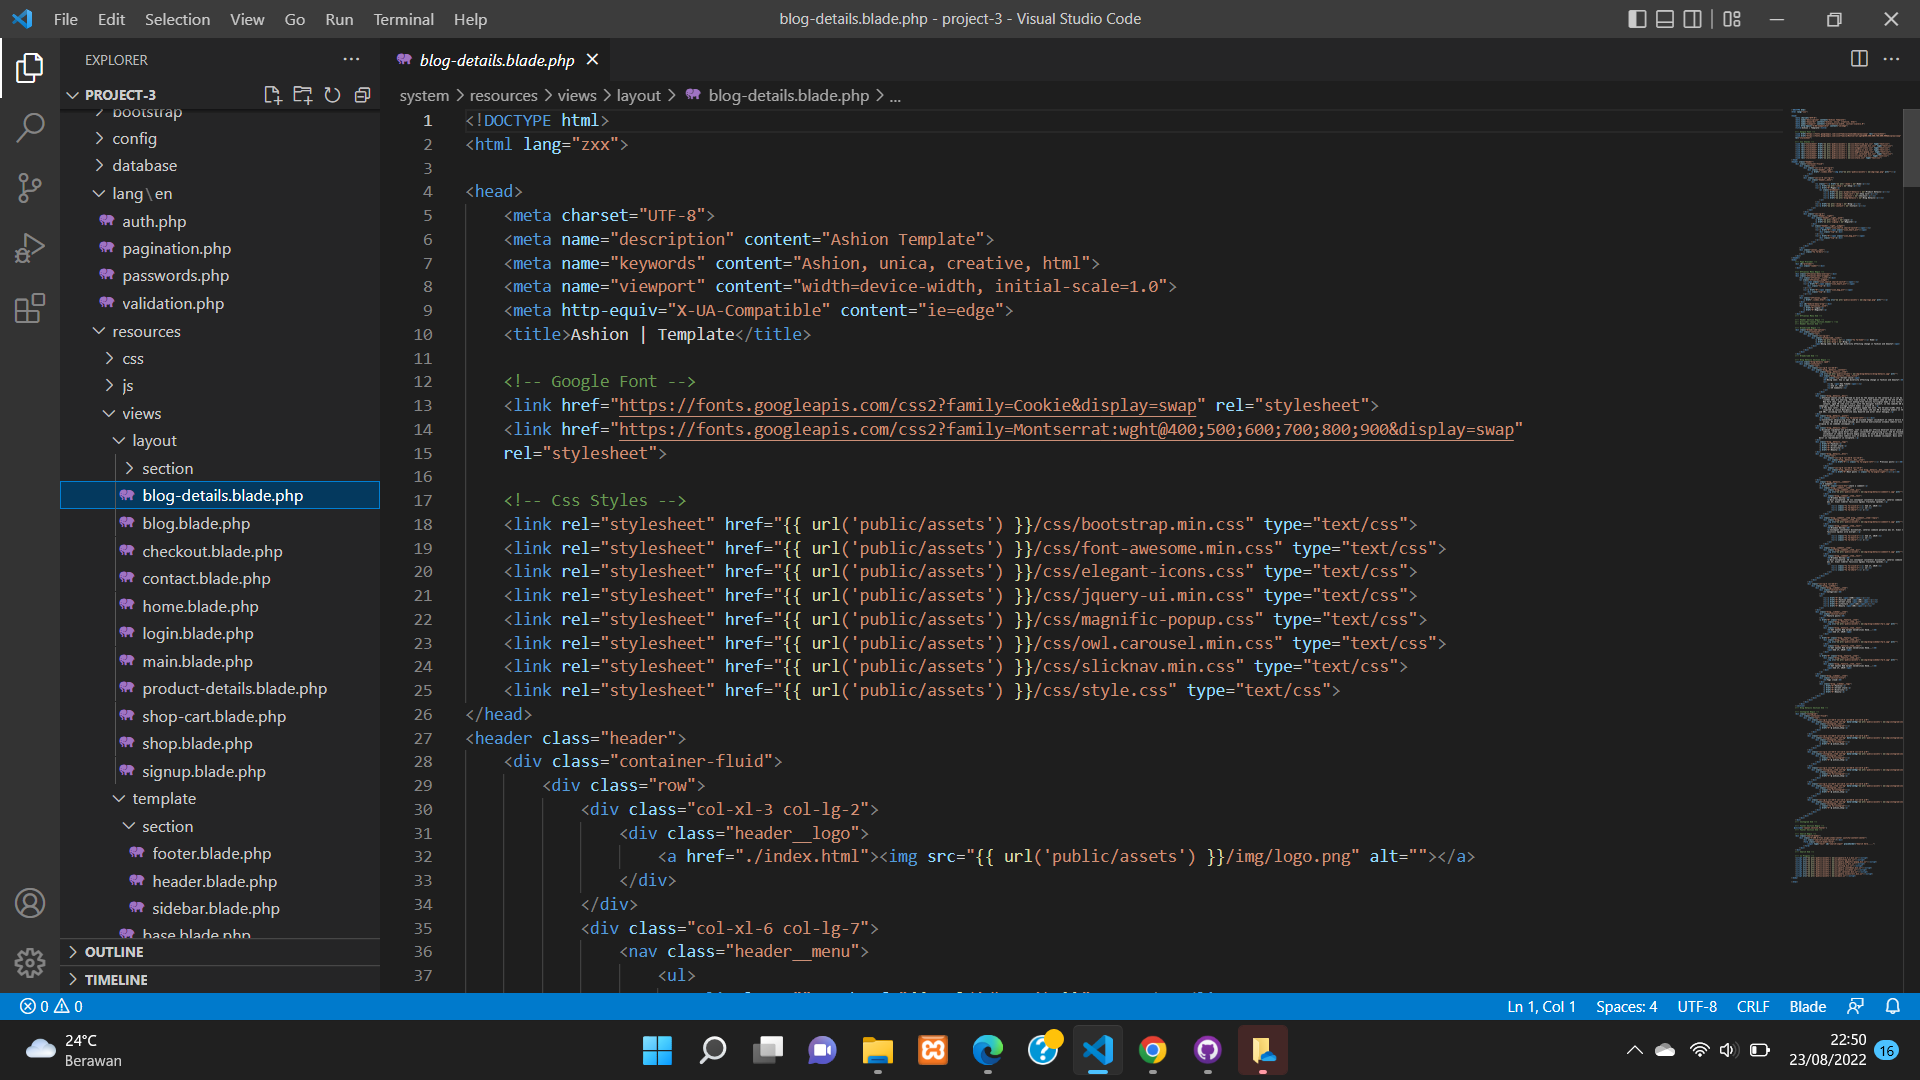 File Edit Selection View Go Run Terminal Help
blog-details.blade.php - project-3 - Visual Studio Code
EXPLORER
PROJECT-3
bootstrap
config
database
lang\en
auth.php
pagination.php
passwords.php
validation.php
resources
css
js
views
layout
section
blog-details.blade.php
blog.blade.php
checkout.blade.php
contact.blade.php
home.blade.php
login.blade.php
main.blade.php
product-details.blade.php
shop-cart.blade.php
shop.blade.php
signup.blade.php
template
section
footer.blade.php
header.blade.php
sidebar.blade.php
base.blade.php
OUTLINE
TIMELINE
blog-details.blade.php
system > resources > views > layout > blog-details.blade.php > ...
1 <!DOCTYPE html>
2 <html lang="zxx">
3
4 <head>
5 <meta charset="UTF-8">
6 <meta name="description" content="Ashion Template">
7 <meta name="keywords" content="Ashion, unica, creative, html">
8 <meta name="viewport" content="width=device-width, initial-scale=1.0">
9 <meta http-equiv="X-UA-Compatible" content="ie=edge">
10 <title>Ashion | Template</title>
11
12 <!-- Google Font -->
13 <link href="https://fonts.googleapis.com/css2?family=Cookie&display=swap" rel="stylesheet">
14 <link href="https://fonts.googleapis.com/css2?family=Montserrat:wght@400;500;600;700;800;900&display=swap"
15 rel="stylesheet">
16
17 <!-- Css Styles -->
18 <link rel="stylesheet" href="{{ url('public/assets') }}/css/bootstrap.min.css" type="text/css">
19 <link rel="stylesheet" href="{{ url('public/assets') }}/css/font-awesome.min.css" type="text/css">
20 <link rel="stylesheet" href="{{ url('public/assets') }}/css/elegant-icons.css" type="text/css">
21 <link rel="stylesheet" href="{{ url('public/assets') }}/css/jquery-ui.min.css" type="text/css">
22 <link rel="stylesheet" href="{{ url('public/assets') }}/css/magnific-popup.css" type="text/css">
23 <link rel="stylesheet" href="{{ url('public/assets') }}/css/owl.carousel.min.css" type="text/css">
24 <link rel="stylesheet" href="{{ url('public/assets') }}/css/slicknav.min.css" type="text/css">
25 <link rel="stylesheet" href="{{ url('public/assets') }}/css/style.css" type="text/css">
26 </head>
27 <header class="header">
28 <div class="container-fluid">
29 <div class="row">
30 <div class="col-xl-3 col-lg-2">
31 <div class="header__logo">
32 <a href="./index.html"><img src="{{ url('public/assets') }}/img/logo.png" alt=""></a>
33 </div>
34 </div>
35 <div class="col-xl-6 col-lg-7">
36 <nav class="header__menu">
37 <ul>
0 0
Ln 1, Col 1 Spaces: 4 UTF-8 CRLF Blade
24°C
Berawan
22:50
23/08/2022
16